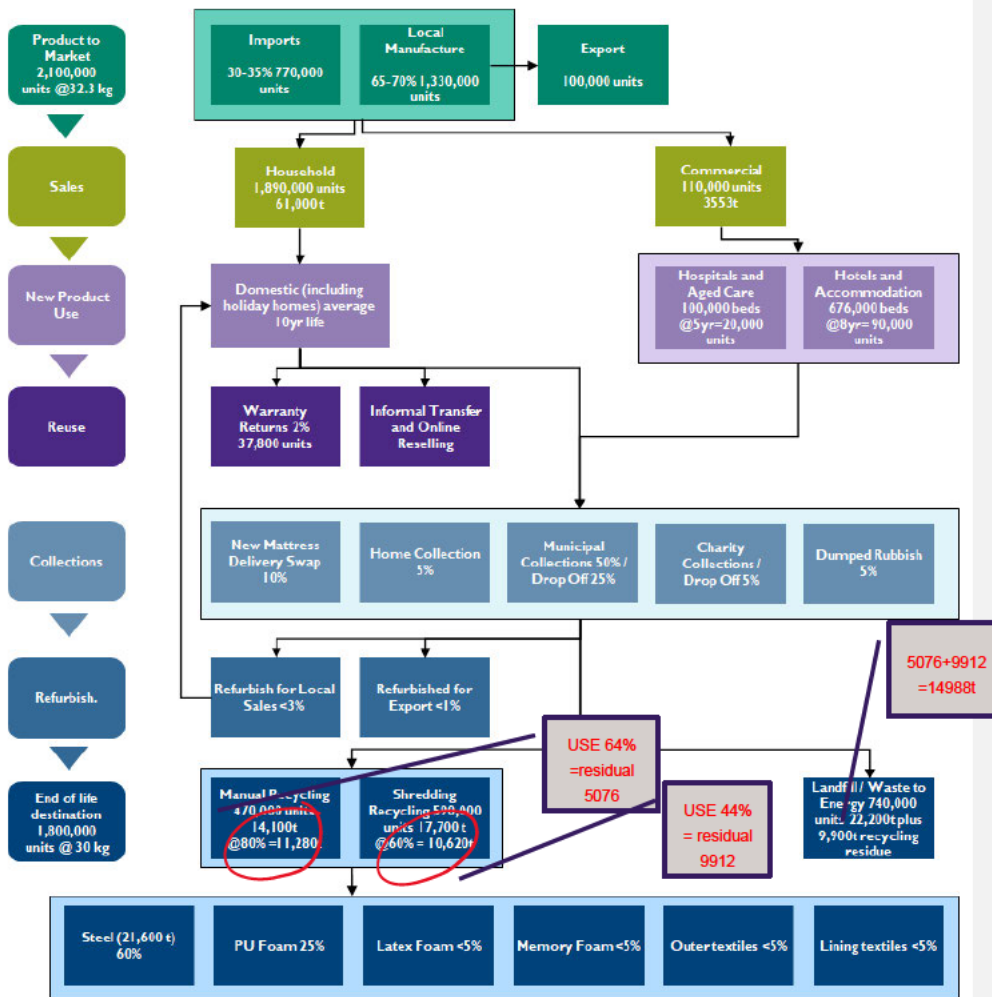 Product to
Market
2,100,000
units @32.3 kg
Imports
30-35% 770,000
units
Local
Manufacture
65-70% 1,330,000
units
Export
100,000 units
Sales
Household
1,890,000 units
61,000t
Commercial
110,000 units
3553t
New Product
Use
Domestic (including
holiday homes) average
10yr life
Hospitals and
Aged Care
100,000 beds
@5yr=20,000
units
Hotels and
Accommodation
676,000 beds
@8yr= 90,000
units
Reuse
Warranty
Returns 2%
37,800 units
Informal Transfer
and Online
Reselling
Collections
New Mattress
Delivery Swap
10%
Home Collection
5%
Municipal
Collections 50% /
Drop Off 25%
Charity
Collections /
Drop Off 5%
Dumped Rubbish
5%
5076+9912
=14988t
Refurbish.
Refurbish for Local
Sales <3%
Refurbished for
Export <1%
USE 64%
=residual
5076
USE 44%
= residual
9912
End of life
destination
1,800,000
units @ 30 kg
Manual Recycling
470,000 units
14,100t
@80% =11,280t
Shredding
Recycling 590,000
units 17,700 t
@60% = 10,620t
Landfill / Waste to
Energy 740,000
units 22,200t plus
9,900t recycling
residue
Steel (21,600 t)
60%
PU Foam 25%
Latex Foam <5%
Memory Foam <5%
Outer textiles <5%
Lining textiles <5%